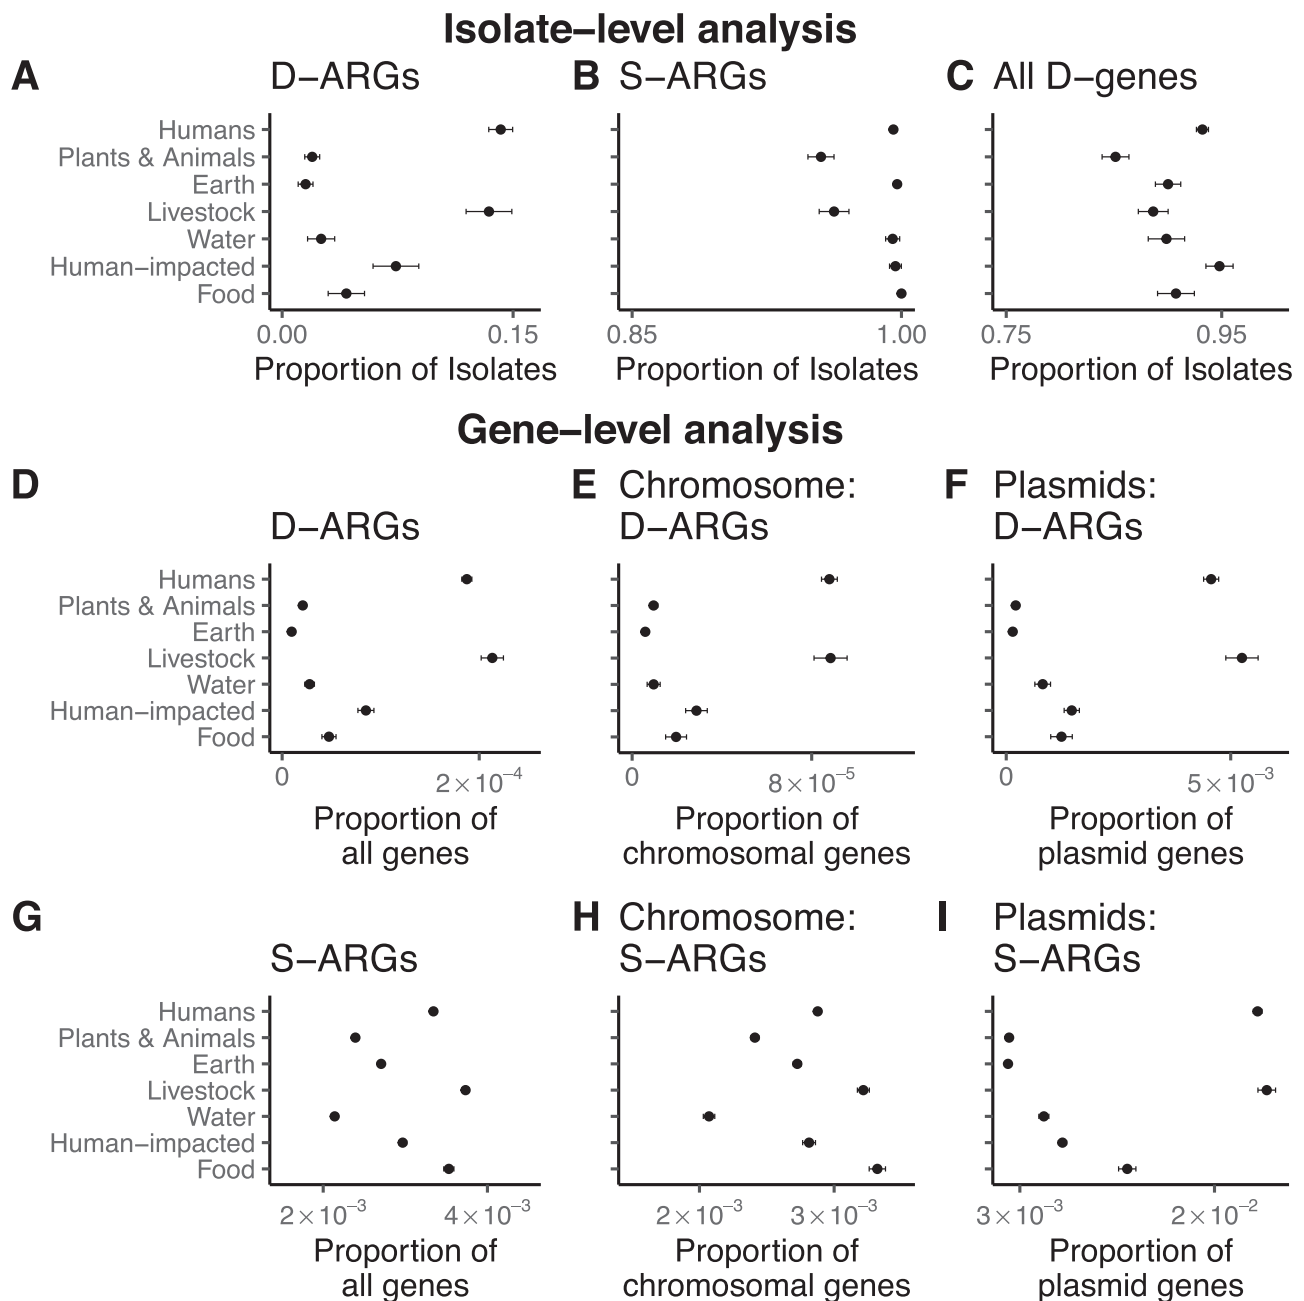 Isolate–level analysis
A D–ARGs
B S–ARGs
C All D–genes
Humans
Plants & Animals
Earth
Livestock
Water
Human–impacted
Food
0.00 0.15
0.85 1.00
0.75 0.95
Proportion of Isolates
Proportion of Isolates
Proportion of Isolates
Gene–level analysis
D
D–ARGs
E Chromosome:
D–ARGs
F Plasmids:
D–ARGs
Humans
Plants & Animals
Earth
Livestock
Water
Human–impacted
Food
0 2×10⁻⁴
0 8×10⁻⁵
0 5×10⁻³
Proportion of
all genes
Proportion of
chromosomal genes
Proportion of
plasmid genes
G
S–ARGs
H Chromosome:
S–ARGs
I Plasmids:
S–ARGs
Humans
Plants & Animals
Earth
Livestock
Water
Human–impacted
Food
2×10⁻³ 4×10⁻³
2×10⁻³ 3×10⁻³
3×10⁻³ 2×10⁻²
Proportion of
all genes
Proportion of
chromosomal genes
Proportion of
plasmid genes